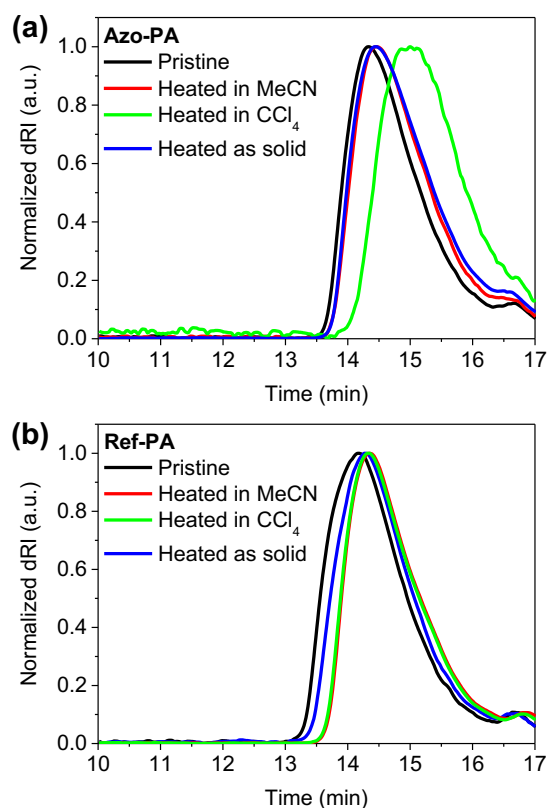 (a)
Azo-PA
Pristine
Heated in MeCN
Heated in CCl₄
Heated as solid
Normalized dRI (a.u.)
1.0
0.8
0.6
0.4
0.2
0.0
10 11 12 13 14 15 16 17
Time (min)
(b)
Ref-PA
Pristine
Heated in MeCN
Heated in CCl₄
Heated as solid
Normalized dRI (a.u.)
1.0
0.8
0.6
0.4
0.2
0.0
10 11 12 13 14 15 16 17
Time (min)